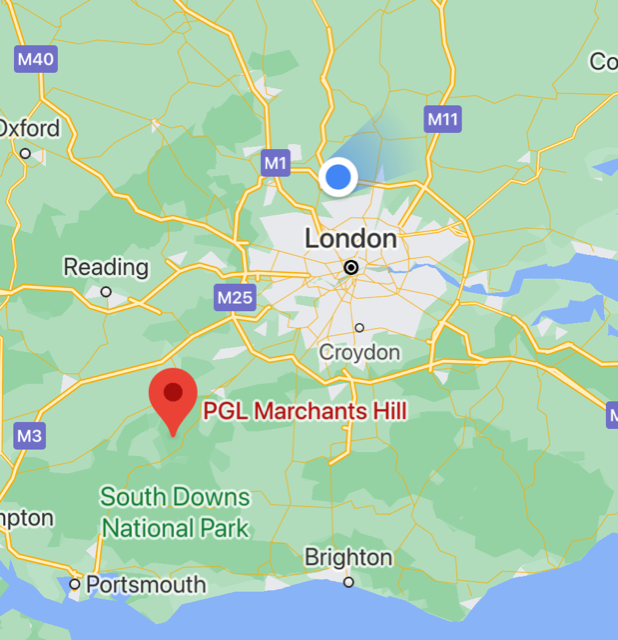 M40
Co
Oxford
M11
M1
London
Reading
M25
Croydon
PGL Marchants Hill
M3
M
South Downs
National Park
mpton
Brighton
Portsmouth